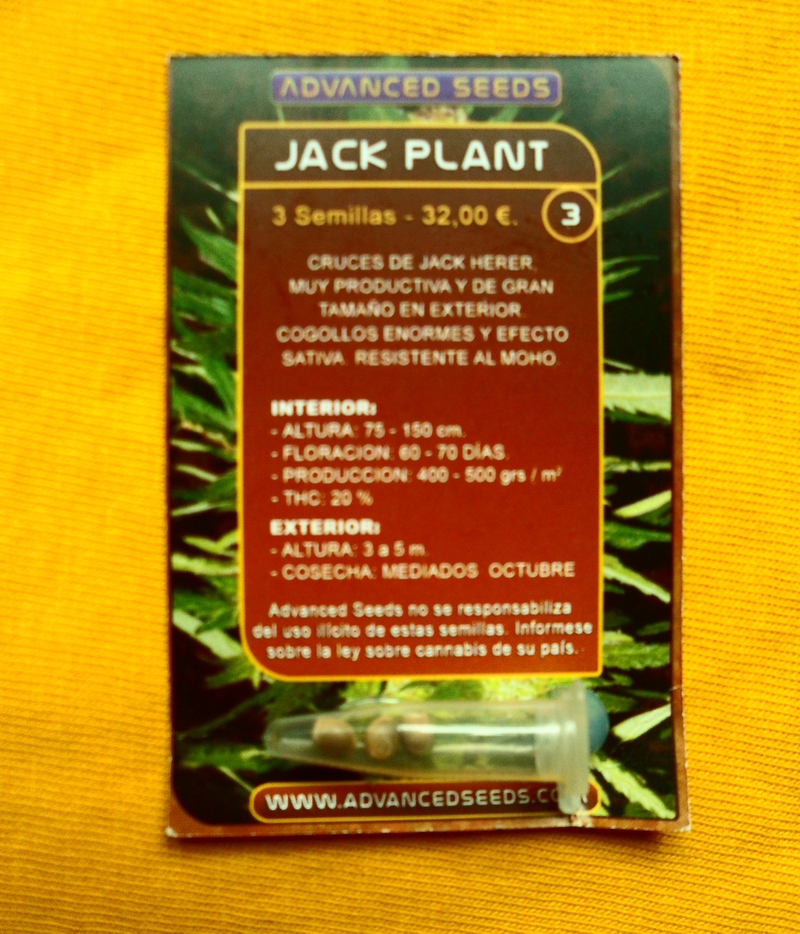 ADVANCED SEEDS
JACK PLANT
3 Semillas - 32,00 €.
3
CRUCES DE JACK HERER.
MUY PRODUCTIVA Y DE GRAN
TAMAÑO EN EXTERIOR.
COGOLLOS ENORMES Y EFECTO
SATIVA. RESISTENTE AL MOHO.
INTERIOR:
- ALTURA: 75 - 150 cm.
- FLORACION: 60 - 70 DÍAS.
- PRODUCCION: 400 - 500 grs / m²
- THC: 20 %
EXTERIOR:
- ALTURA: 3 a 5 m.
- COSECHA: MEDIADOS OCTUBRE
Advanced Seeds no se responsabiliza
del uso ilícito de estas semillas. Informese
sobre la ley sobre cannabis de su país.
WWW.ADVANCEDSEEDS.CO